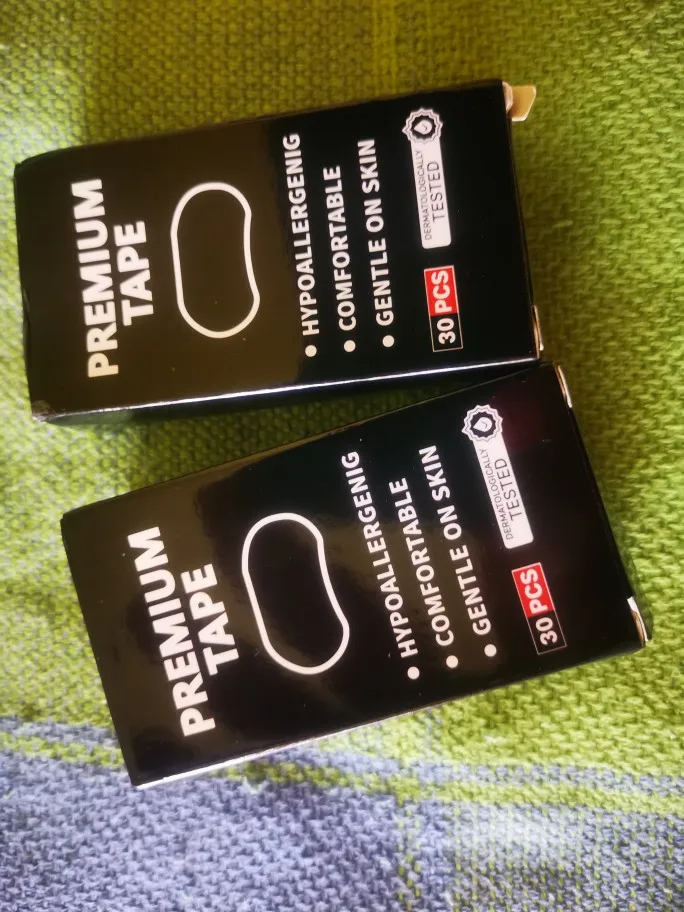 PREMIUM
TAPE
• HYPOALLERGENIG
• COMFORTABLE
• GENTLE ON SKIN
DERMATOLOGICALLY
TESTED
30 PCS
PREMIUM
TAPE
• HYPOALLERGENIG
• COMFORTABLE
• GENTLE ON SKIN
DERMATOLOGICALLY
TESTED
30 PCS